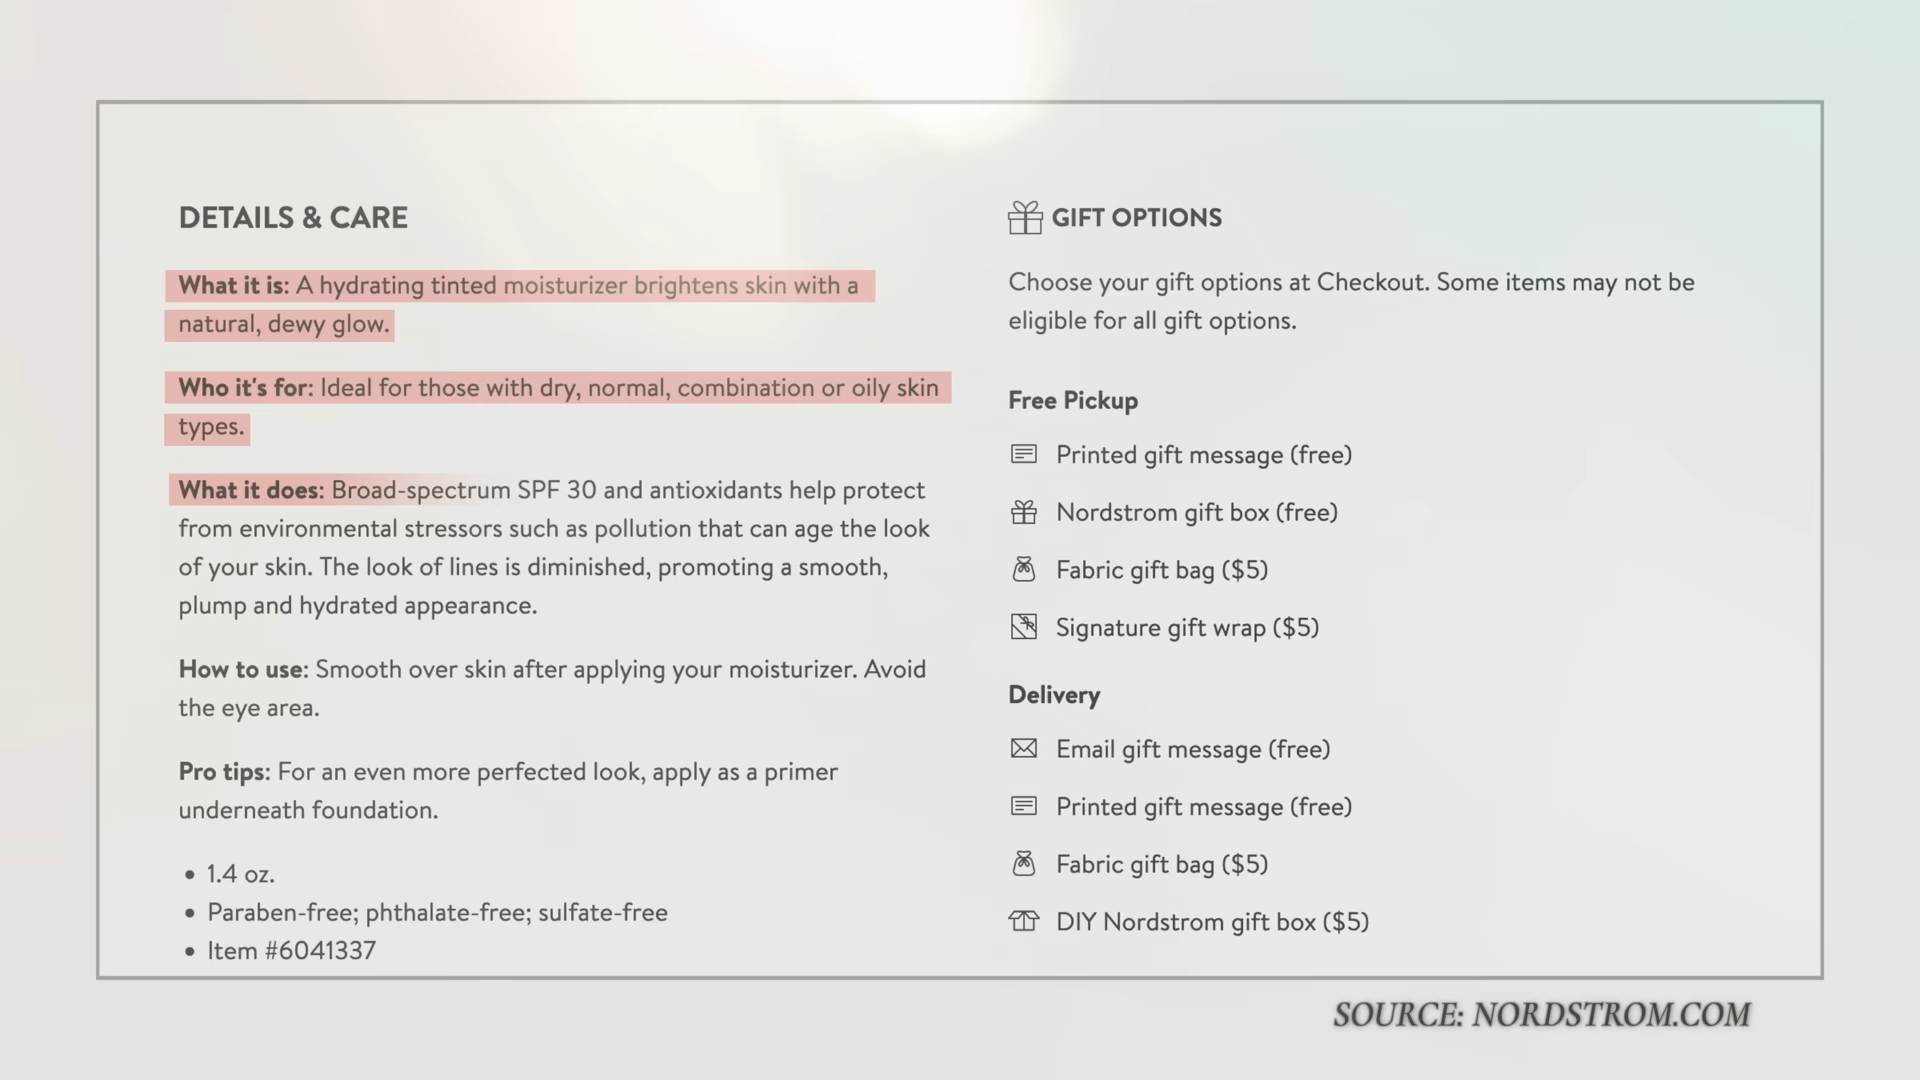 DETAILS & CARE
What it is: A hydrating tinted moisturizer brightens skin with a
natural, dewy glow.
Who it's for: Ideal for those with dry, normal, combination or oily skin
types.
What it does: Broad-spectrum SPF 30 and antioxidants help protect
from environmental stressors such as pollution that can age the look
of your skin. The look of lines is diminished, promoting a smooth,
plump and hydrated appearance.
How to use: Smooth over skin after applying your moisturizer. Avoid
the eye area.
Pro tips: For an even more perfected look, apply as a primer
underneath foundation.
• 1.4 oz.
• Paraben-free; phthalate-free; sulfate-free
• Item #6041337
GIFT OPTIONS
Choose your gift options at Checkout. Some items may not be
eligible for all gift options.
Free Pickup
Printed gift message (free)
Nordstrom gift box (free)
Fabric gift bag ($5)
Signature gift wrap ($5)
Delivery
Email gift message (free)
Printed gift message (free)
Fabric gift bag ($5)
DIY Nordstrom gift box ($5)
SOURCE: NORDSTROM.COM